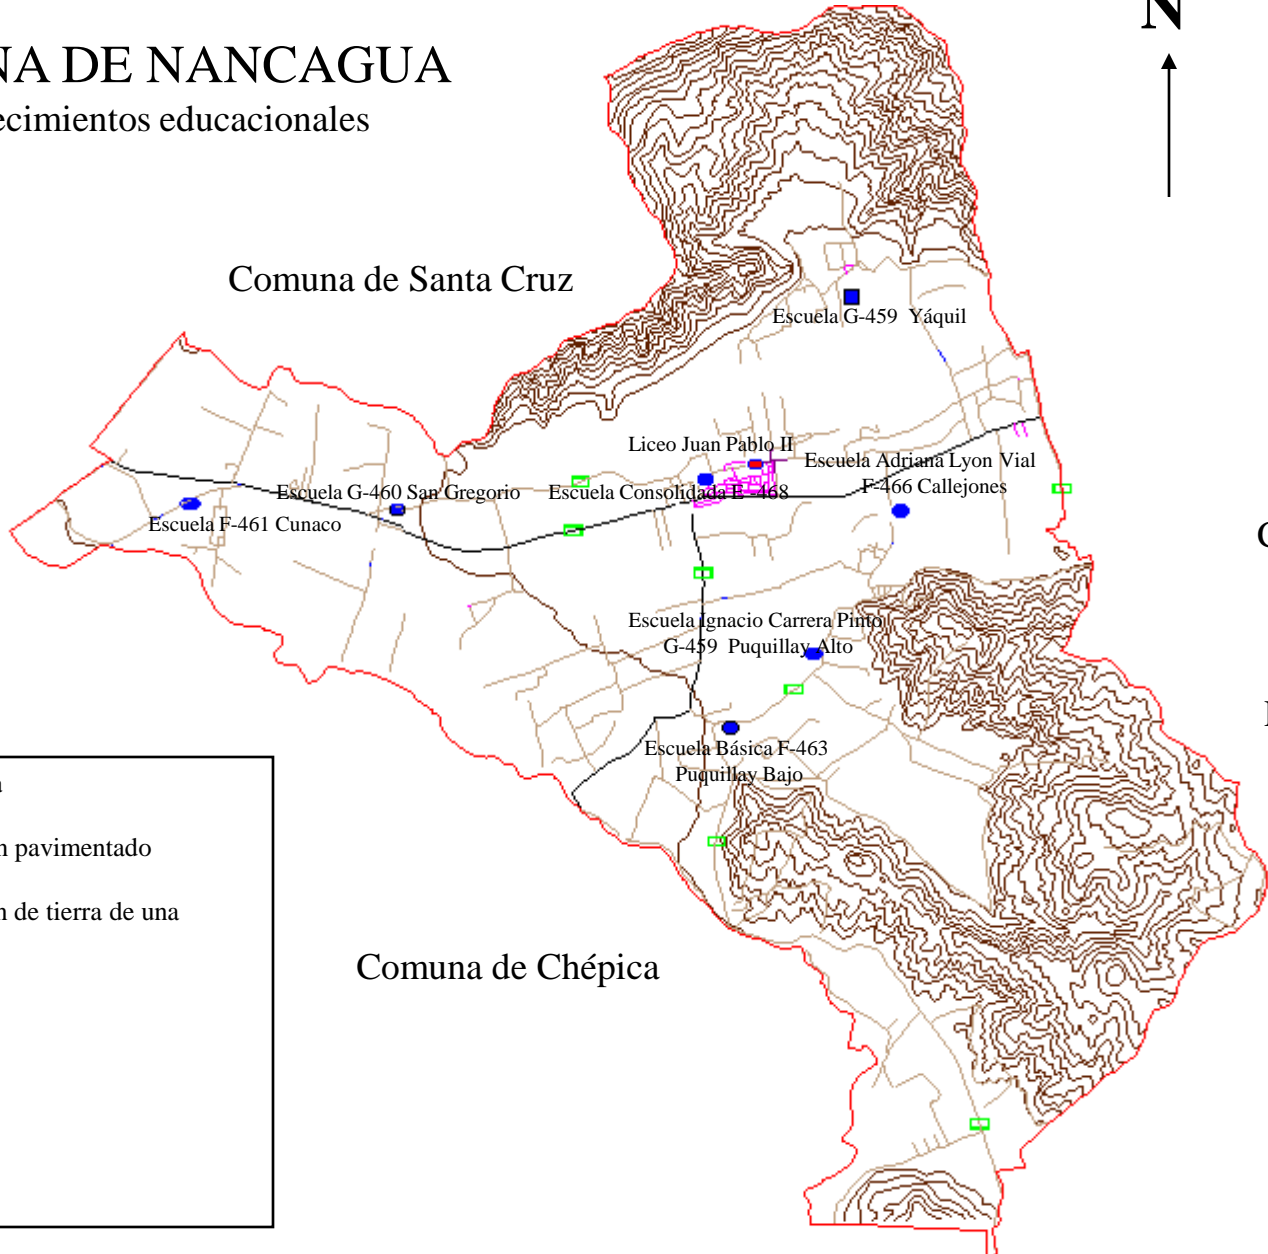 N
NA DE NANCAGUA
ecimientos educacionales
Comuna de Santa Cruz
Escuela G-459 Yáquil
Liceo Juan Pablo II
Escuela Adriana Lyon Vial
F-466 Callejones
Escuela G-460 San Gregorio
Escuela Consolidada E-468
Escuela F-461 Cunaco
Escuela Ignacio Carrera Pinto
G-459 Puquillay Alto
Escuela Básica F-463
Puquillay Bajo
n pavimentado
n de tierra de una
Comuna de Chépica